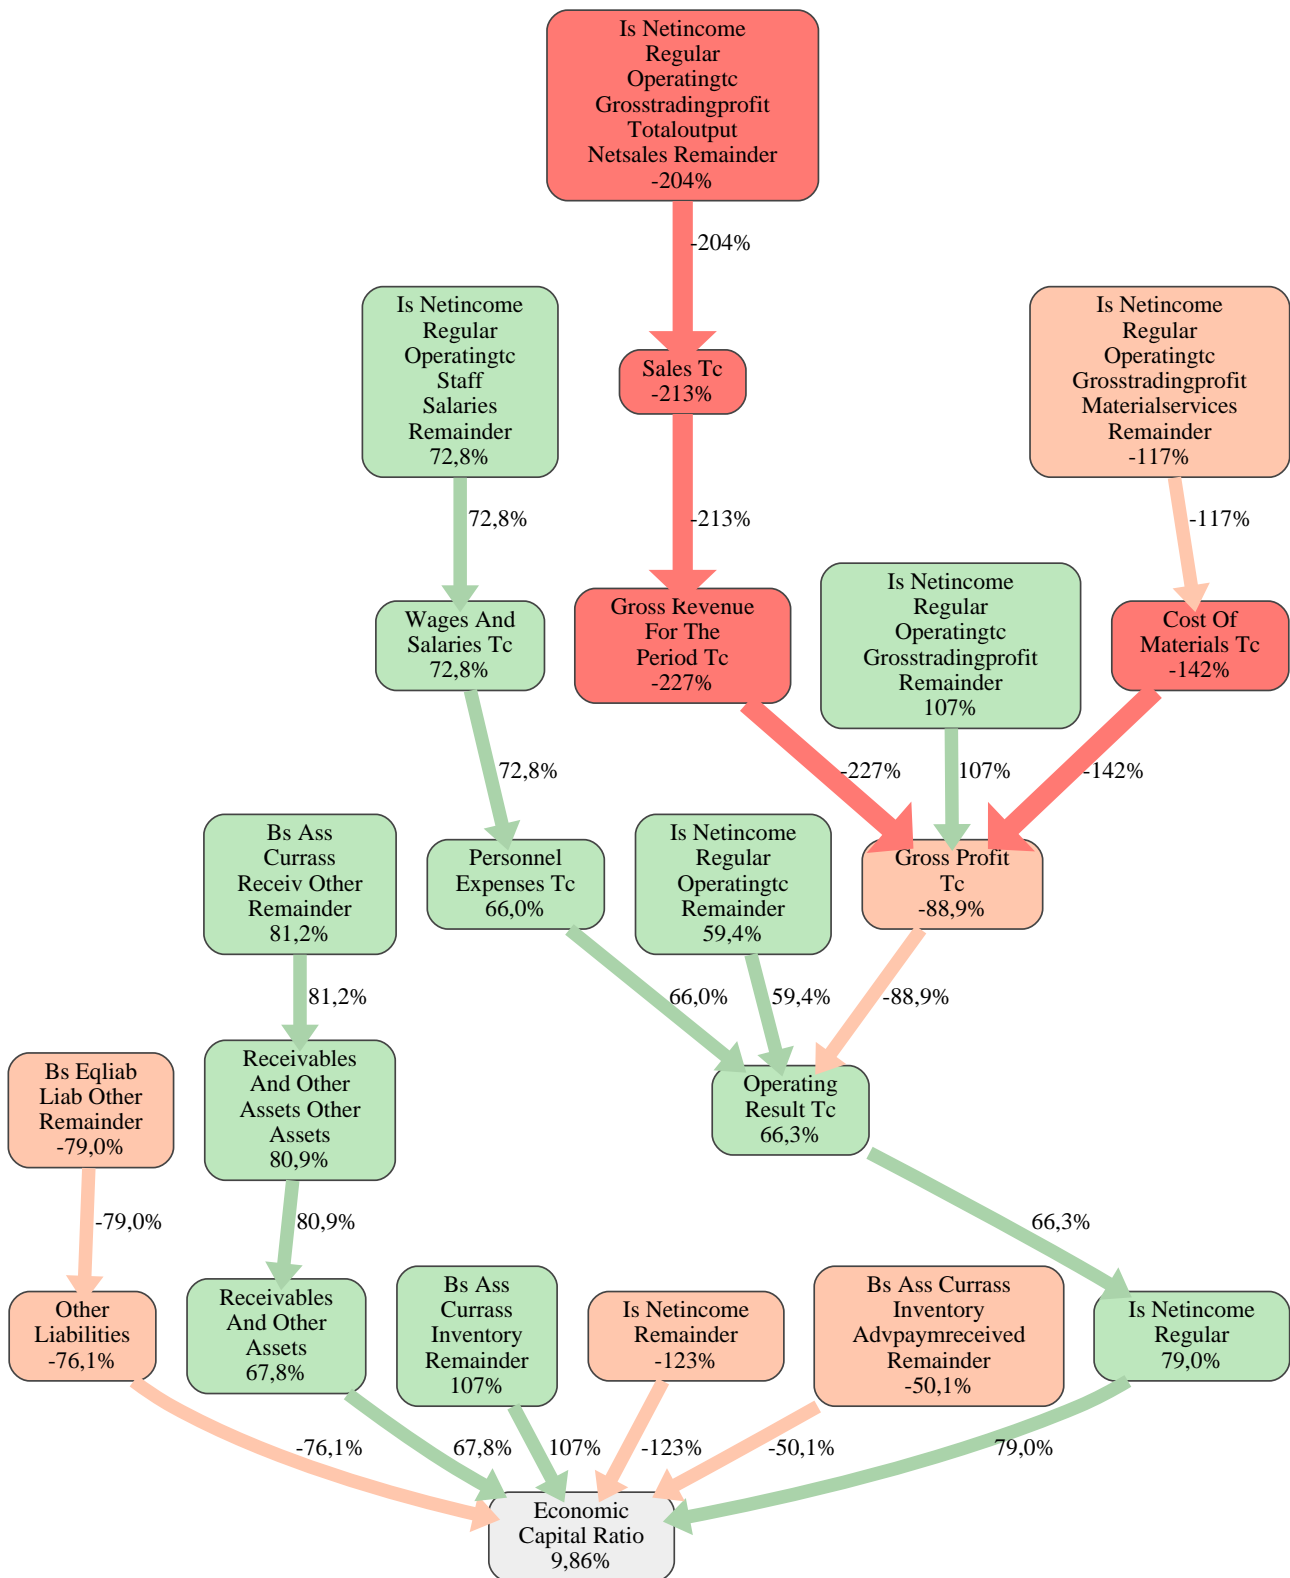 Is Netincome
Regular
Operatingtc
Grosstradingprofit
Totaloutput
Netsales Remainder
-204%
-204%
Is Netincome
Regular
Operatingtc
Staff
Salaries
Remainder
72,8%
Sales Tc
-213%
Is Netincome
Regular
Operatingtc
Grosstradingprofit
Materialservices
Remainder
-117%
72,8%
-213%
-117%
Wages And
Salaries Tc
72,8%
Gross Revenue
For The
Period Tc
-227%
Is Netincome
Regular
Operatingtc
Grosstradingprofit
Remainder
107%
Cost Of
Materials Tc
-142%
72,8%
-227%
107%
-142%
Bs Ass
Currass
Receiv Other
Remainder
81,2%
Personnel
Expenses Tc
66,0%
Is Netincome
Regular
Operatingtc
Remainder
59,4%
Gross Profit
Tc
-88,9%
81,2%
66,0%
59,4%
-88,9%
Bs Eqliab
Liab Other
Remainder
-79,0%
Receivables
And Other
Assets Other
Assets
80,9%
Operating
Result Tc
66,3%
-79,0%
80,9%
66,3%
Other
Liabilities
-76,1%
Receivables
And Other
Assets
67,8%
Bs Ass
Currass
Inventory
Remainder
107%
Is Netincome
Remainder
-123%
Bs Ass Currass
Inventory
Advpaymreceived
Remainder
-50,1%
Is Netincome
Regular
79,0%
-76,1%
67,8%
107%
-123%
-50,1%
79,0%
Economic
Capital Ratio
9,86%